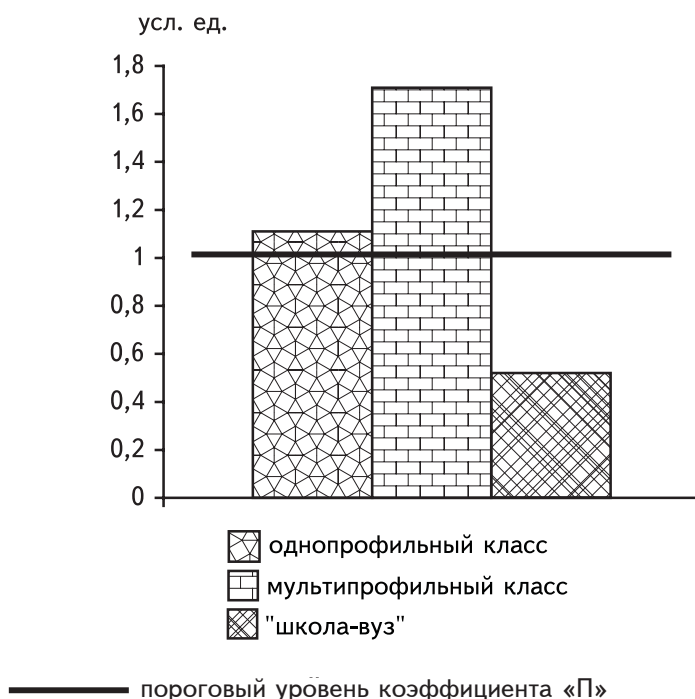 усл. ед.
1,8
1,6
1,4
1,2
1
0,8
0,6
0,4
0,2
0
однопрофильный класс
мультипрофильный класс
"школа-вуз"
пороговый уровень коэффициента «П»